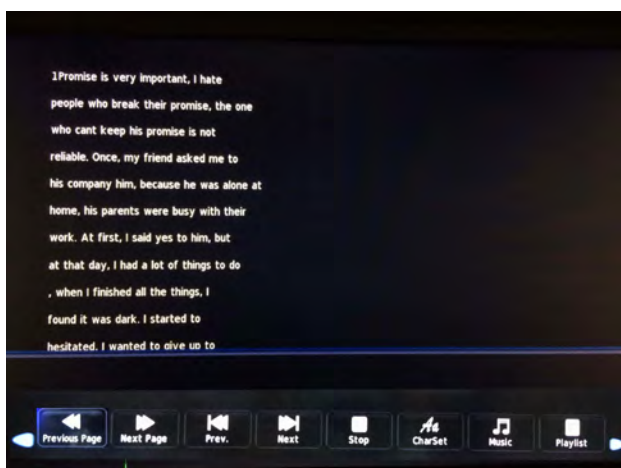 1Promise is very important, I hate
people who break their promise, the one
who cant keep his promise is not
reliable. Once, my friend asked me to
his company him, because he was alone at
home, his parents were busy with their
work. At first, I said yes to him, but
at that day, I had a lot of things to do
, when I finished all the things, I
found it was dark. I started to
hesitated. I wanted to give up to
Previous Page Next Page Prev. Next Stop Aa CharSet Music Playlist